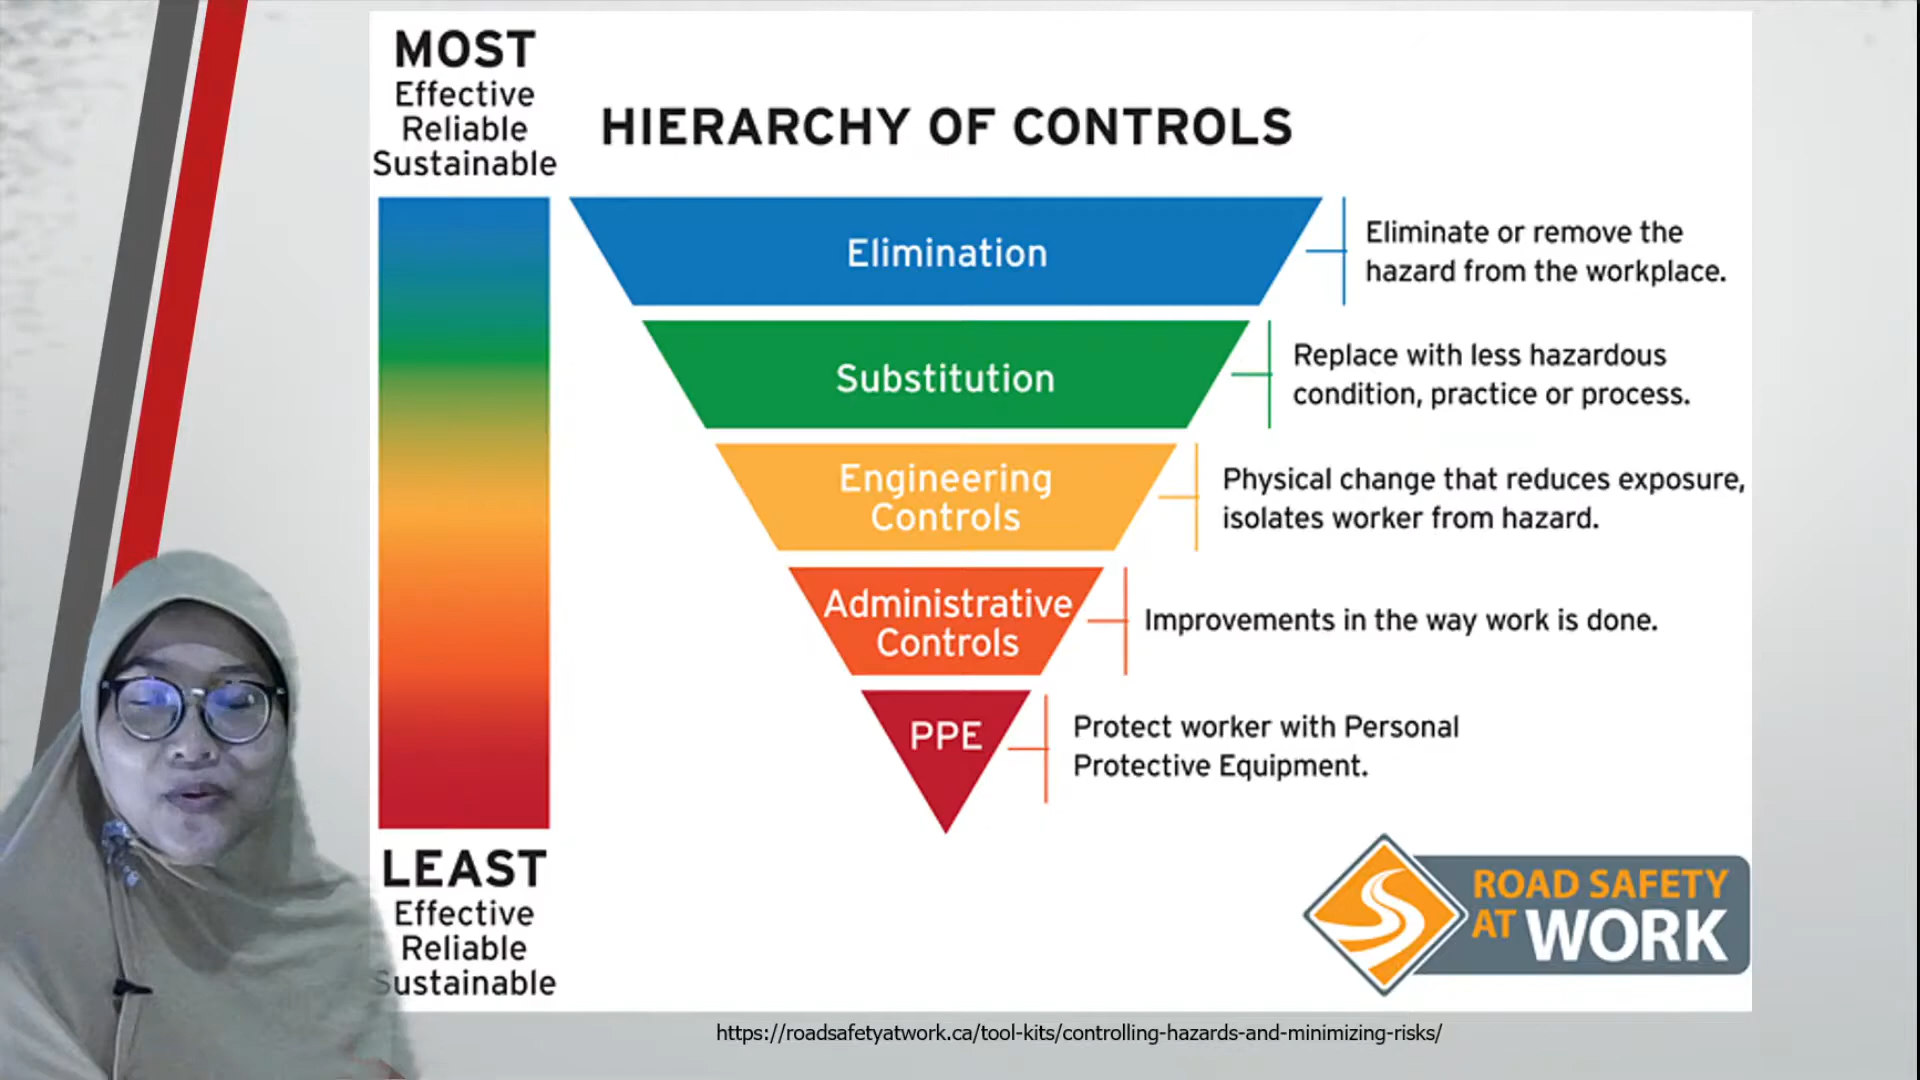 MOST
Effective
Reliable
Sustainable
HIERARCHY OF CONTROLS
Elimination
Eliminate or remove the
hazard from the workplace.
Substitution
Replace with less hazardous
condition, practice or process.
Engineering
Controls
Physical change that reduces exposure,
isolates worker from hazard.
Administrative
Controls
Improvements in the way work is done.
PPE
Protect worker with Personal
Protective Equipment.
LEAST
Effective
Reliable
Sustainable
ROAD SAFETY
AT WORK
https://roadsafetyatwork.ca/tool-kits/controlling-hazards-and-minimizing-risks/